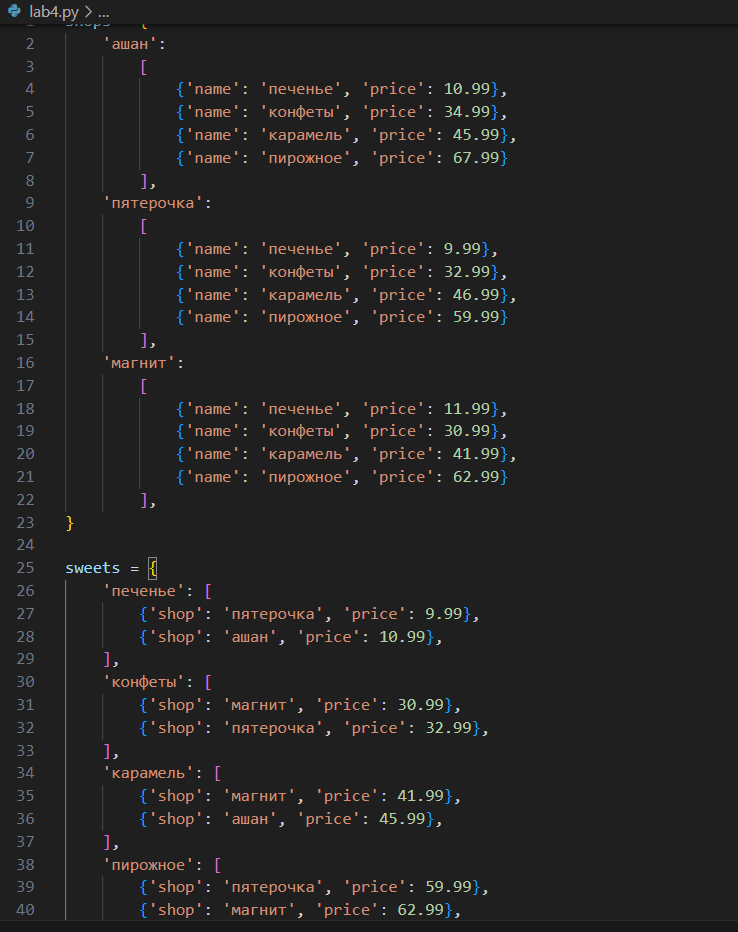 lab4.py > ...
2 'ашан':
3 [
4 {'name': 'печенье', 'price': 10.99},
5 {'name': 'конфеты', 'price': 34.99},
6 {'name': 'карамель', 'price': 45.99},
7 {'name': 'пирожное', 'price': 67.99}
8 ],
9 'пятерочка':
10 [
11 {'name': 'печенье', 'price': 9.99},
12 {'name': 'конфеты', 'price': 32.99},
13 {'name': 'карамель', 'price': 46.99},
14 {'name': 'пирожное', 'price': 59.99}
15 ],
16 'магнит':
17 [
18 {'name': 'печенье', 'price': 11.99},
19 {'name': 'конфеты', 'price': 30.99},
20 {'name': 'карамель', 'price': 41.99},
21 {'name': 'пирожное', 'price': 62.99}
22 ],
23 }
24
25 sweets = {
26 'печенье': [
27 {'shop': 'пятерочка', 'price': 9.99},
28 {'shop': 'ашан', 'price': 10.99},
29 ],
30 'конфеты': [
31 {'shop': 'магнит', 'price': 30.99},
32 {'shop': 'пятерочка', 'price': 32.99},
33 ],
34 'карамель': [
35 {'shop': 'магнит', 'price': 41.99},
36 {'shop': 'ашан', 'price': 45.99},
37 ],
38 'пирожное': [
39 {'shop': 'пятерочка', 'price': 59.99},
40 {'shop': 'магнит', 'price': 62.99},